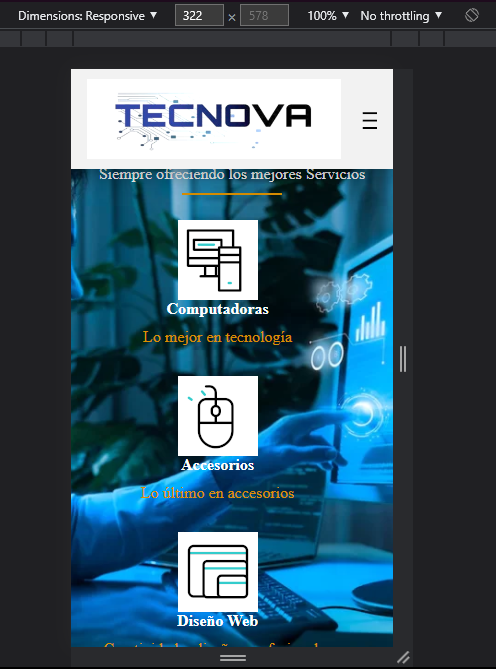 Dimensions: Responsive ▼ 322 × 578 100% ▼ No throttling ▼
TECNOVA
Siempre ofreciendo los mejores Servicios
Computadoras
Lo mejor en tecnología
Accesorios
Lo último en accesorios
Diseño Web